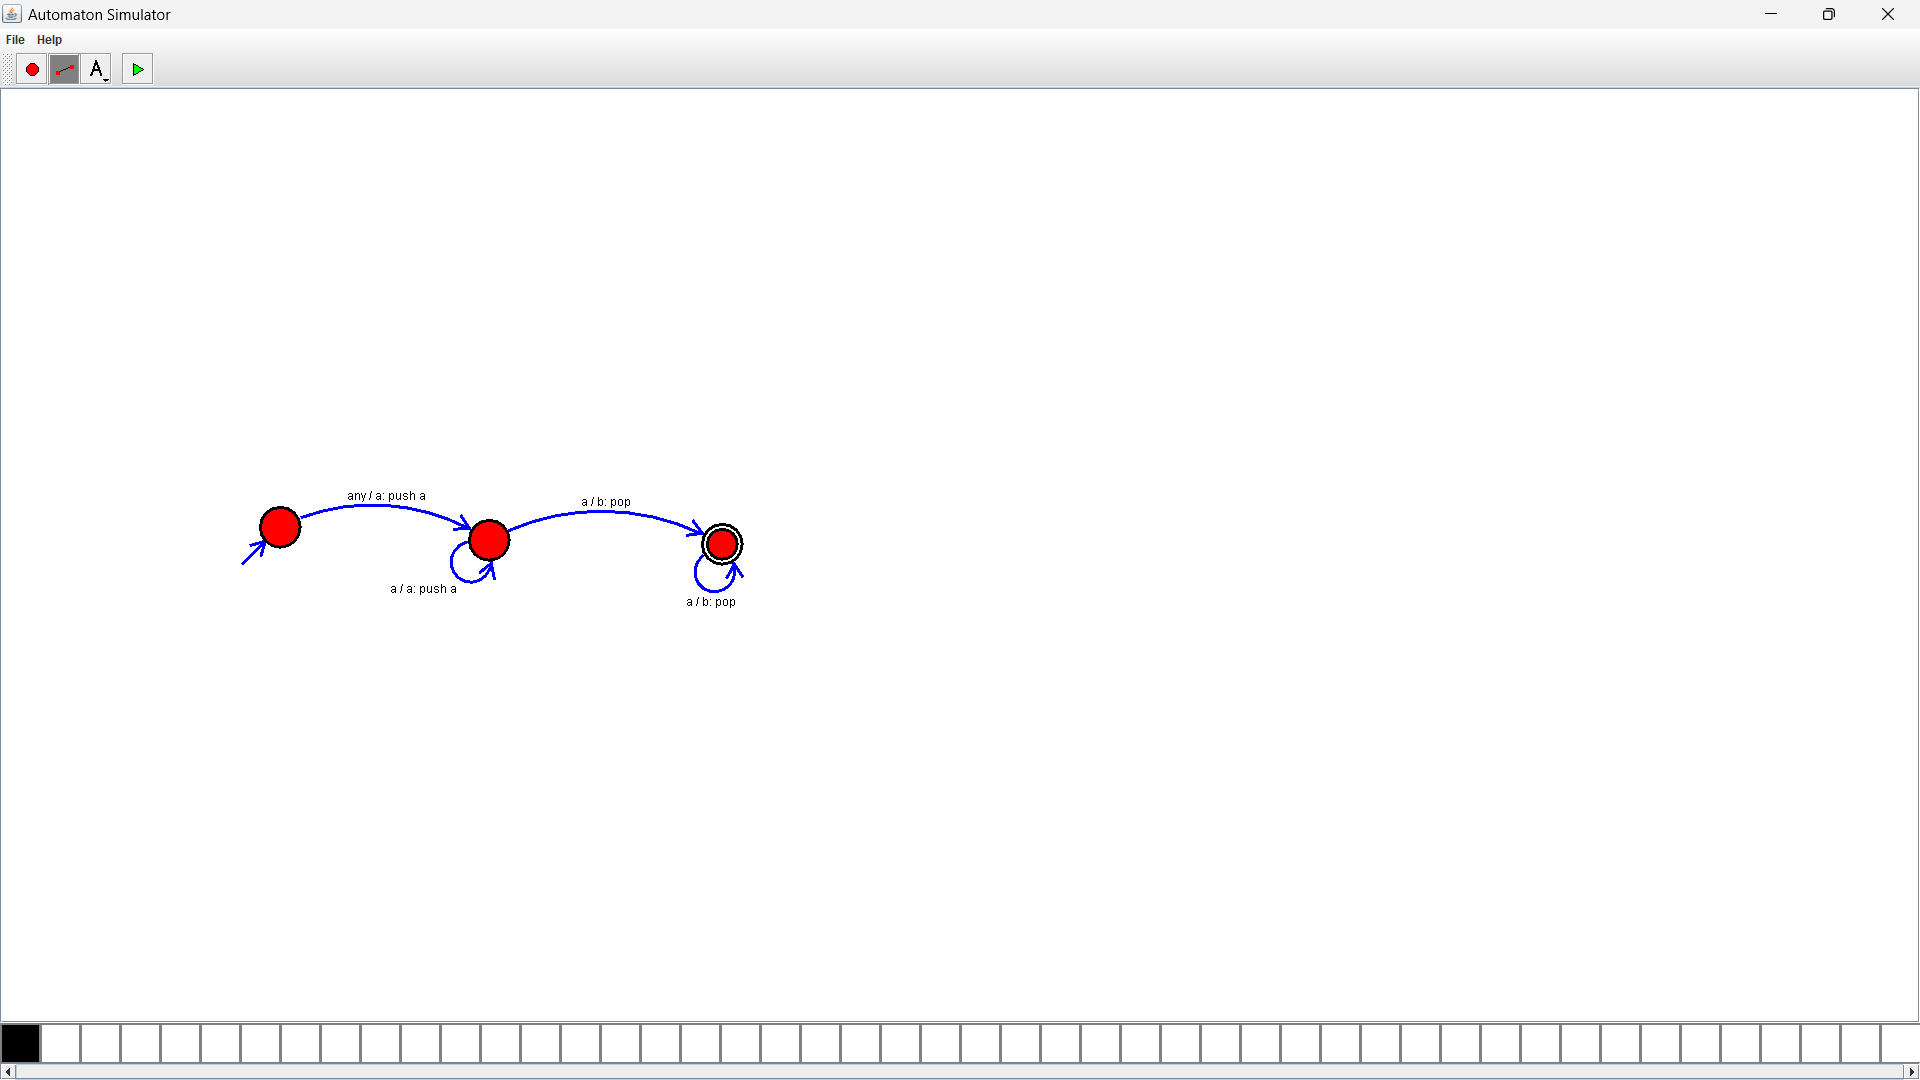 Automaton Simulator
File Help
A
any / a: push a
a / b: pop
a / a: push a
a / b: pop